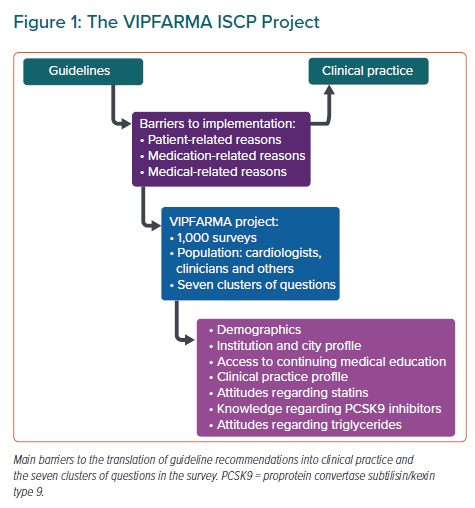 Figure 1: The VIPFARMA ISCP Project
Guidelines
Clinical practice
Barriers to implementation:
• Patient-related reasons
• Medication-related reasons
• Medical-related reasons
VIPFARMA project:
• 1,000 surveys
• Population: cardiologists,
clinicians and others
• Seven clusters of questions
• Demographics
• Institution and city profile
• Access to continuing medical education
• Clinical practice profile
• Attitudes regarding statins
• Knowledge regarding PCSK9 inhibitors
• Attitudes regarding triglycerides
Main barriers to the translation of guideline recommendations into clinical practice and
the seven clusters of questions in the survey. PCSK9 = proprotein convertase subtilisin/kexin
type 9.